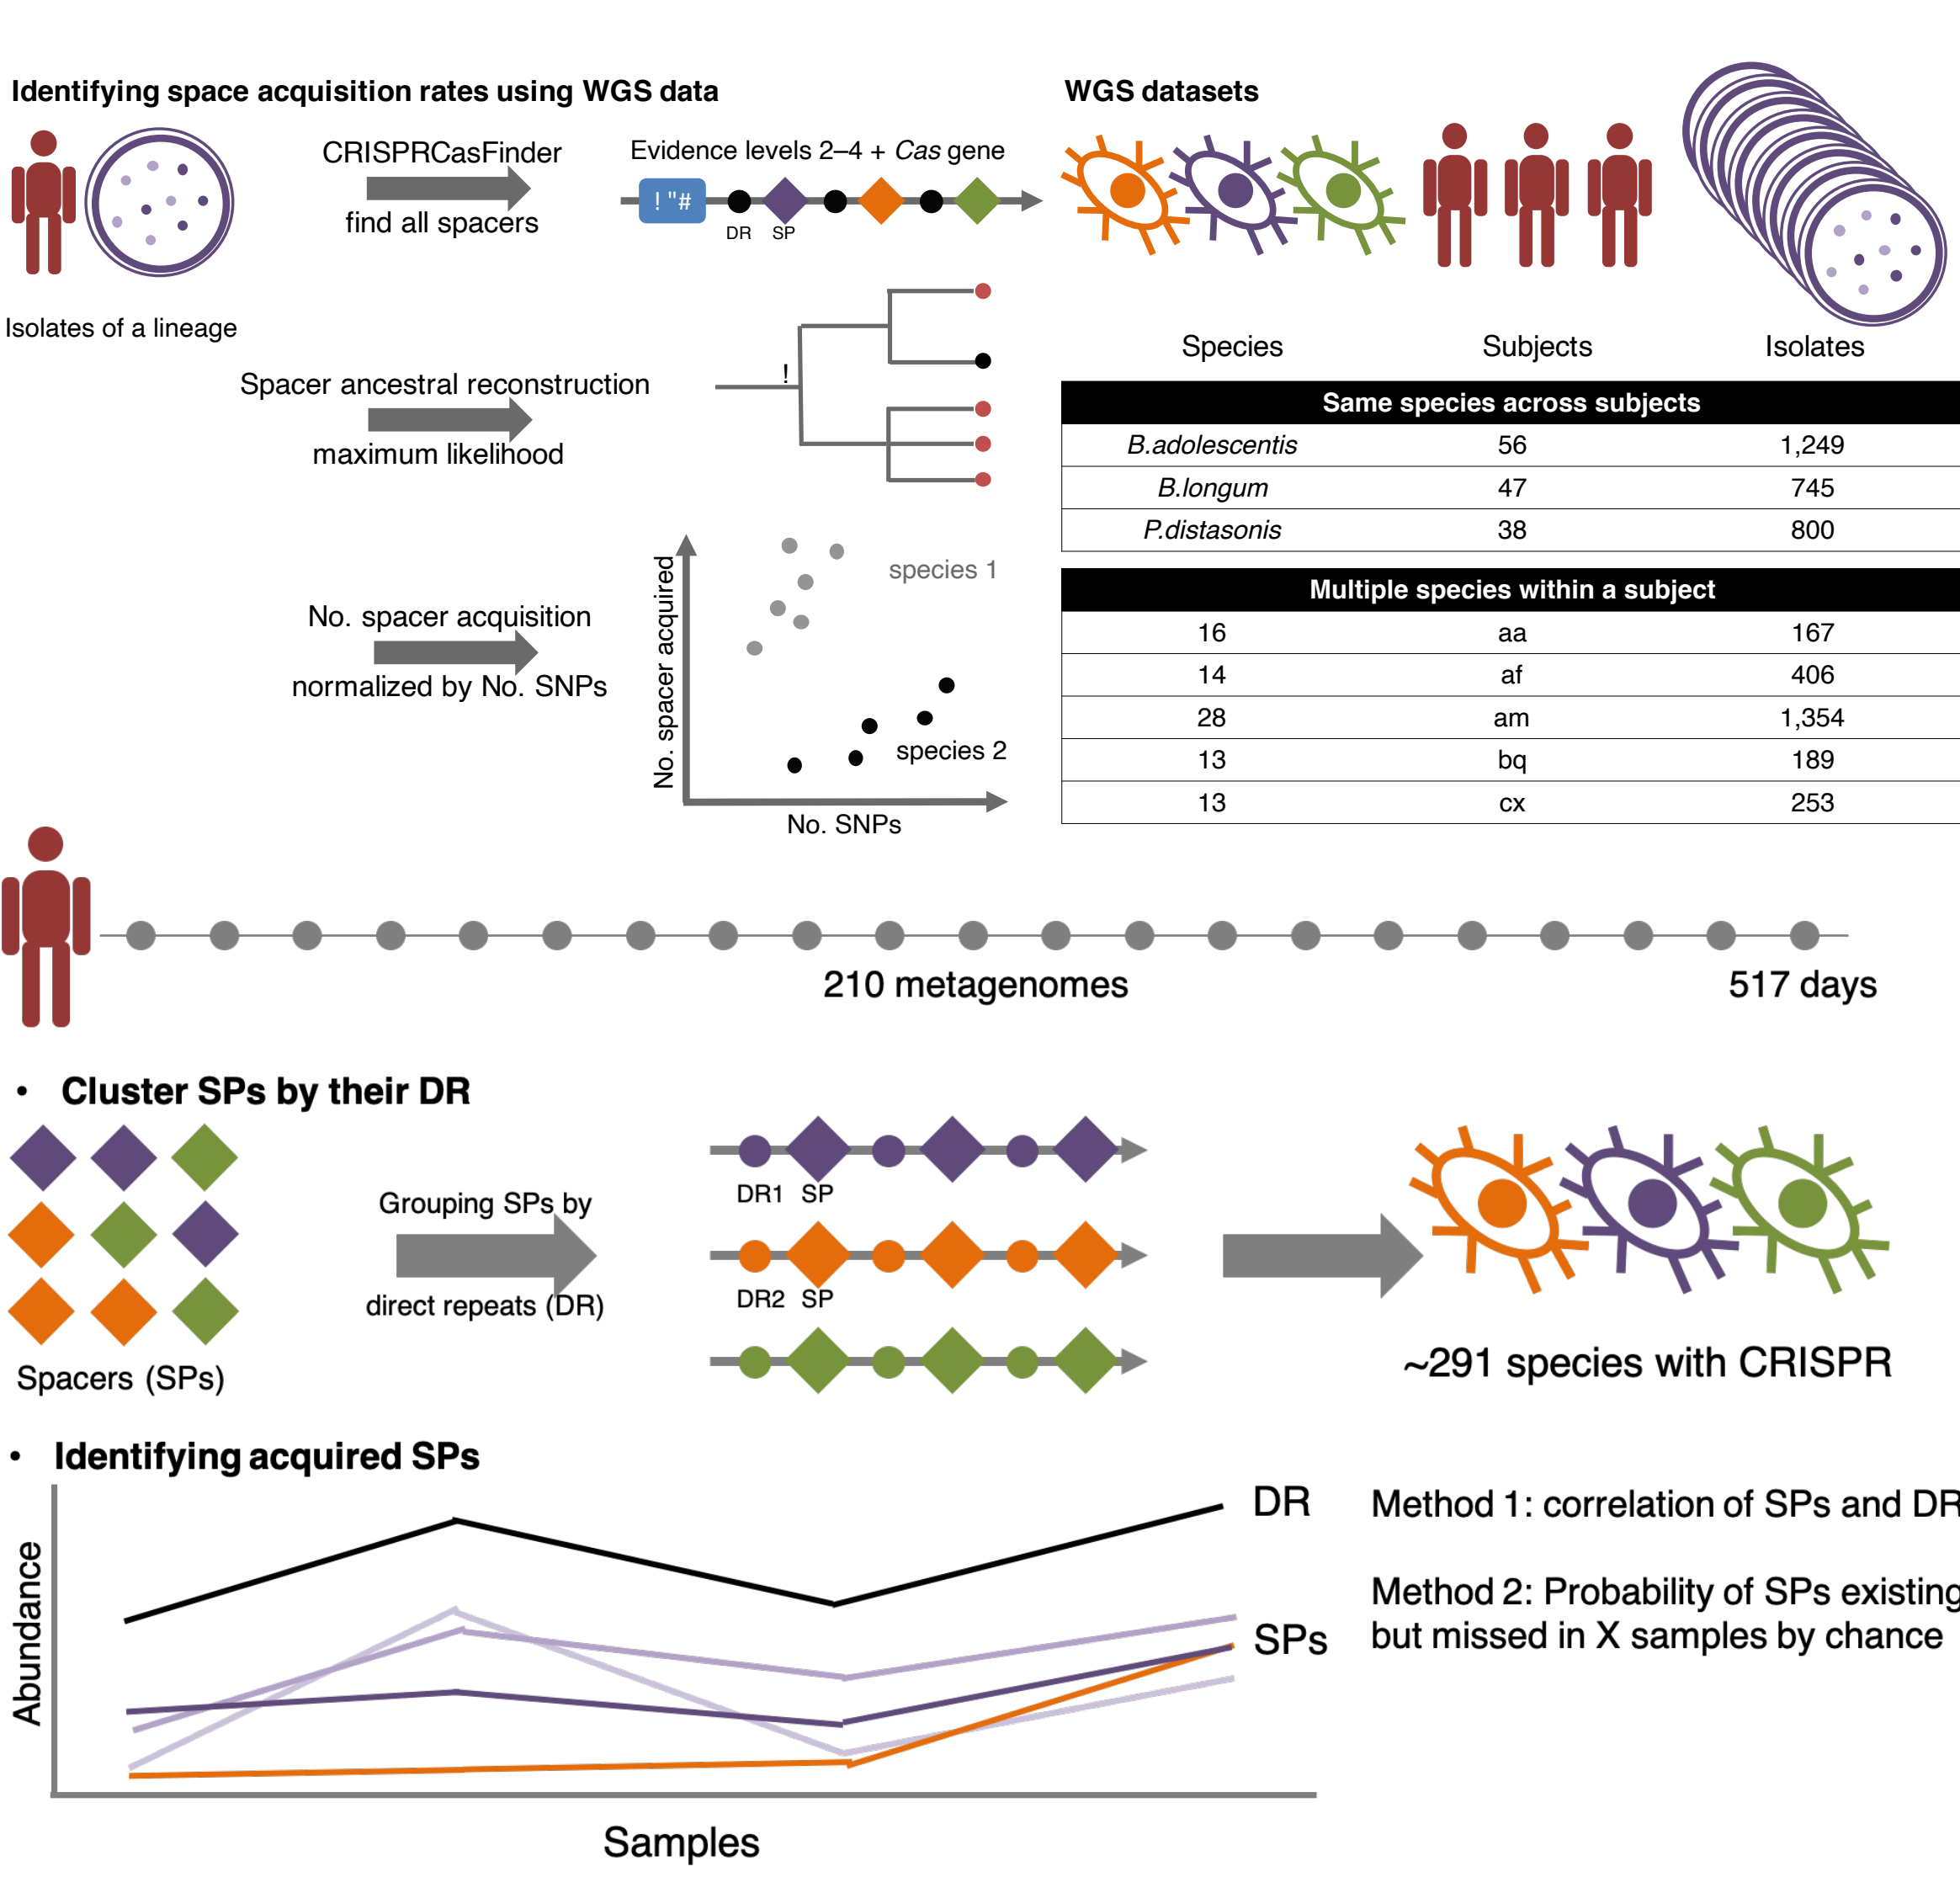 Identifying space acquisition rates using WGS data
CRISPRCasFinder
find all spacers
Evidence levels 2–4 + Cas gene
! "#
DR SP
Isolates of a lineage
Spacer ancestral reconstruction
maximum likelihood
!
No. spacer acquisition
normalized by No. SNPs
No. spacer acquired
species 1
species 2
No. SNPs
WGS datasets
Species Subjects Isolates
Same species across subjects
B.adolescentis 56 1,249
B.longum 47 745
P.distasonis 38 800
Multiple species within a subject
16 aa 167
14 af 406
28 am 1,354
13 bq 189
13 cx 253
210 metagenomes
517 days
• Cluster SPs by their DR
Spacers (SPs)
Grouping SPs by
direct repeats (DR)
DR1 SP
DR2 SP
~291 species with CRISPR
• Identifying acquired SPs
Abundance
Samples
DR
SPs
Method 1: correlation of SPs and DR
Method 2: Probability of SPs existing
but missed in X samples by chance